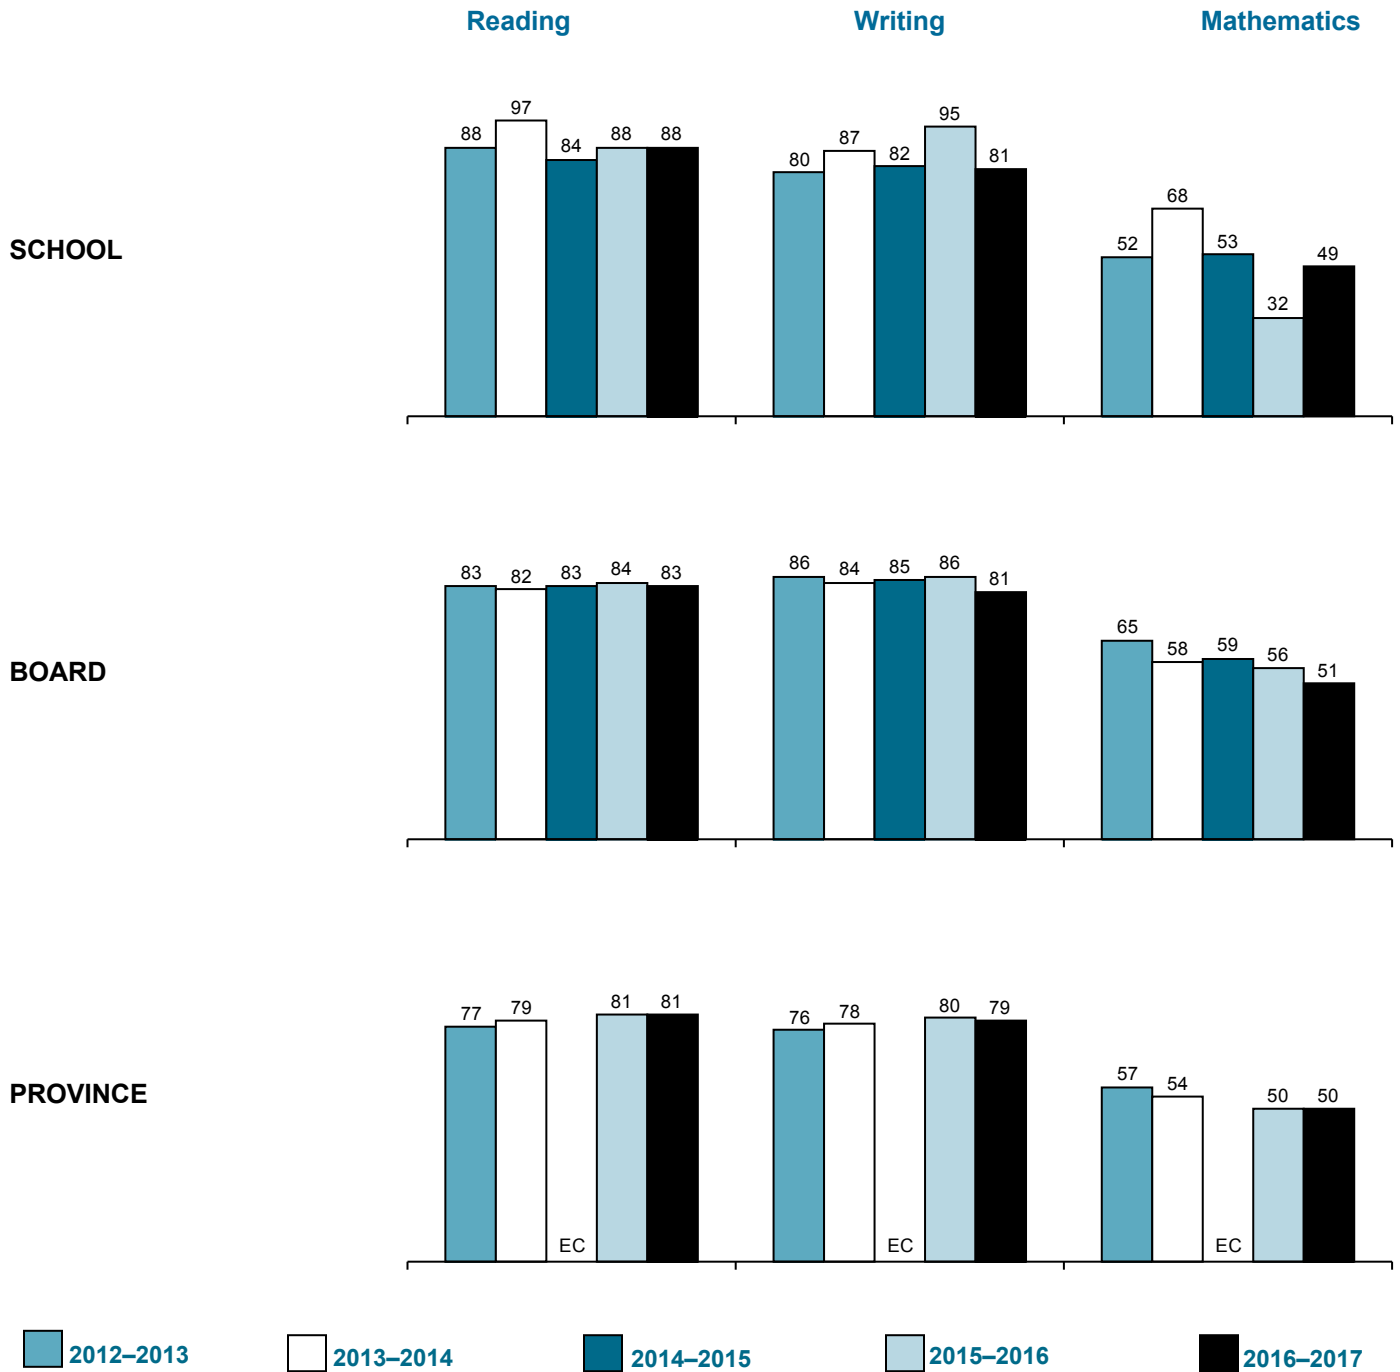 Reading Writing Mathematics
SCHOOL
88 97 84 88 88
80 87 82 95 81
52 68 53 32 49
BOARD
83 82 83 84 83
86 84 85 86 81
65 58 59 56 51
PROVINCE
77 79 EC 81 81
76 78 EC 80 79
57 54 EC 50 50
2012–2013 2013–2014 2014–2015 2015–2016 2016–2017